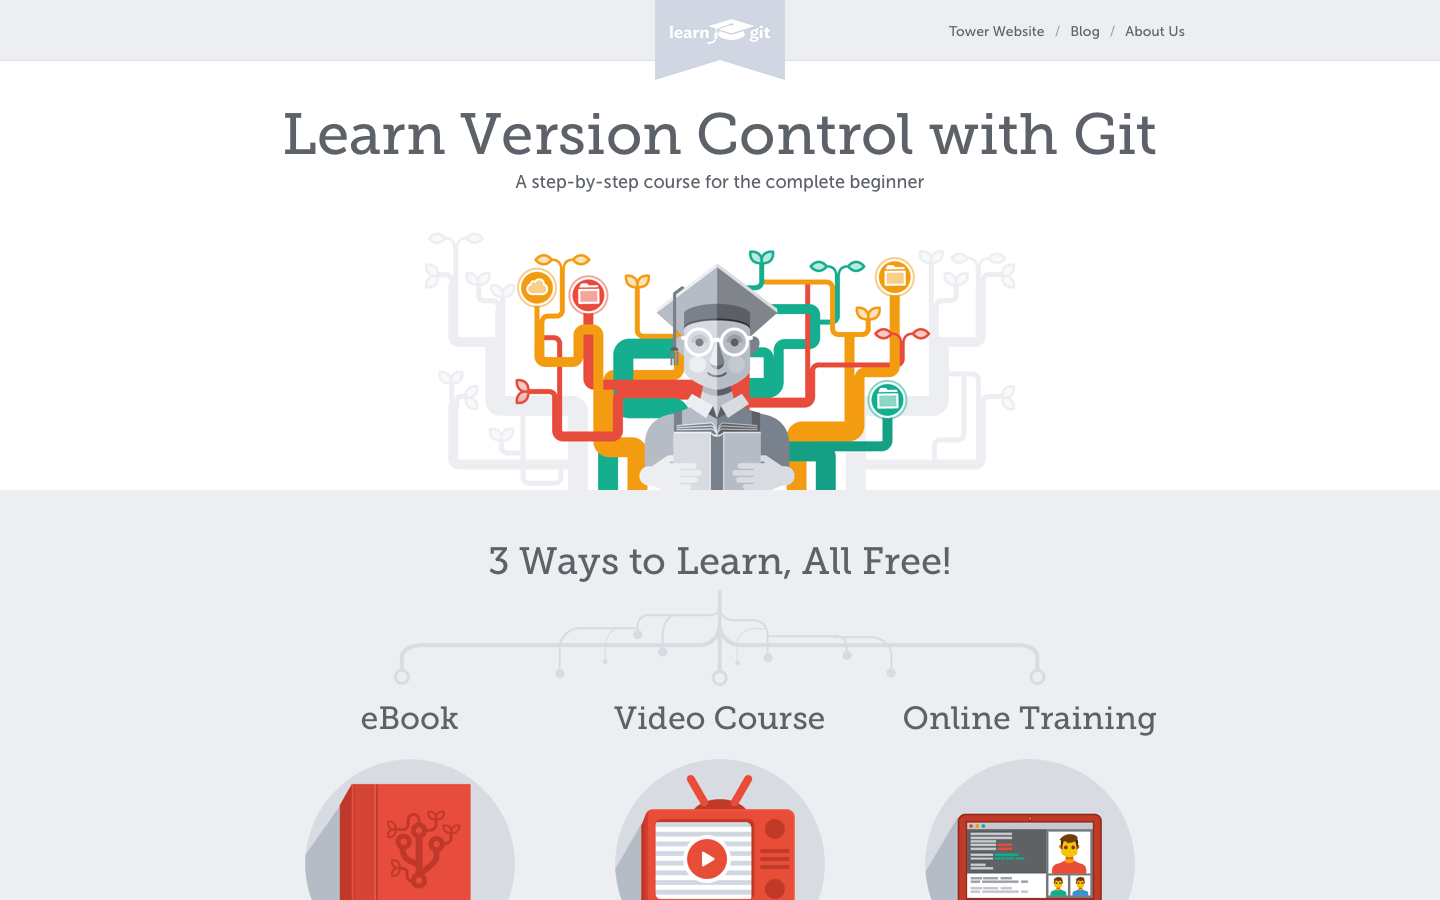 learn git
Tower Website / Blog / About Us
Learn Version Control with Git
A step-by-step course for the complete beginner
3 Ways to Learn, All Free!
eBook
Video Course
Online Training